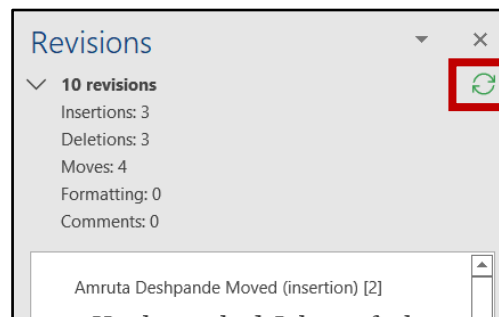 Revisions
10 revisions
Insertions: 3
Deletions: 3
Moves: 4
Formatting: 0
Comments: 0
Amruta Deshpande Moved (insertion) [2]